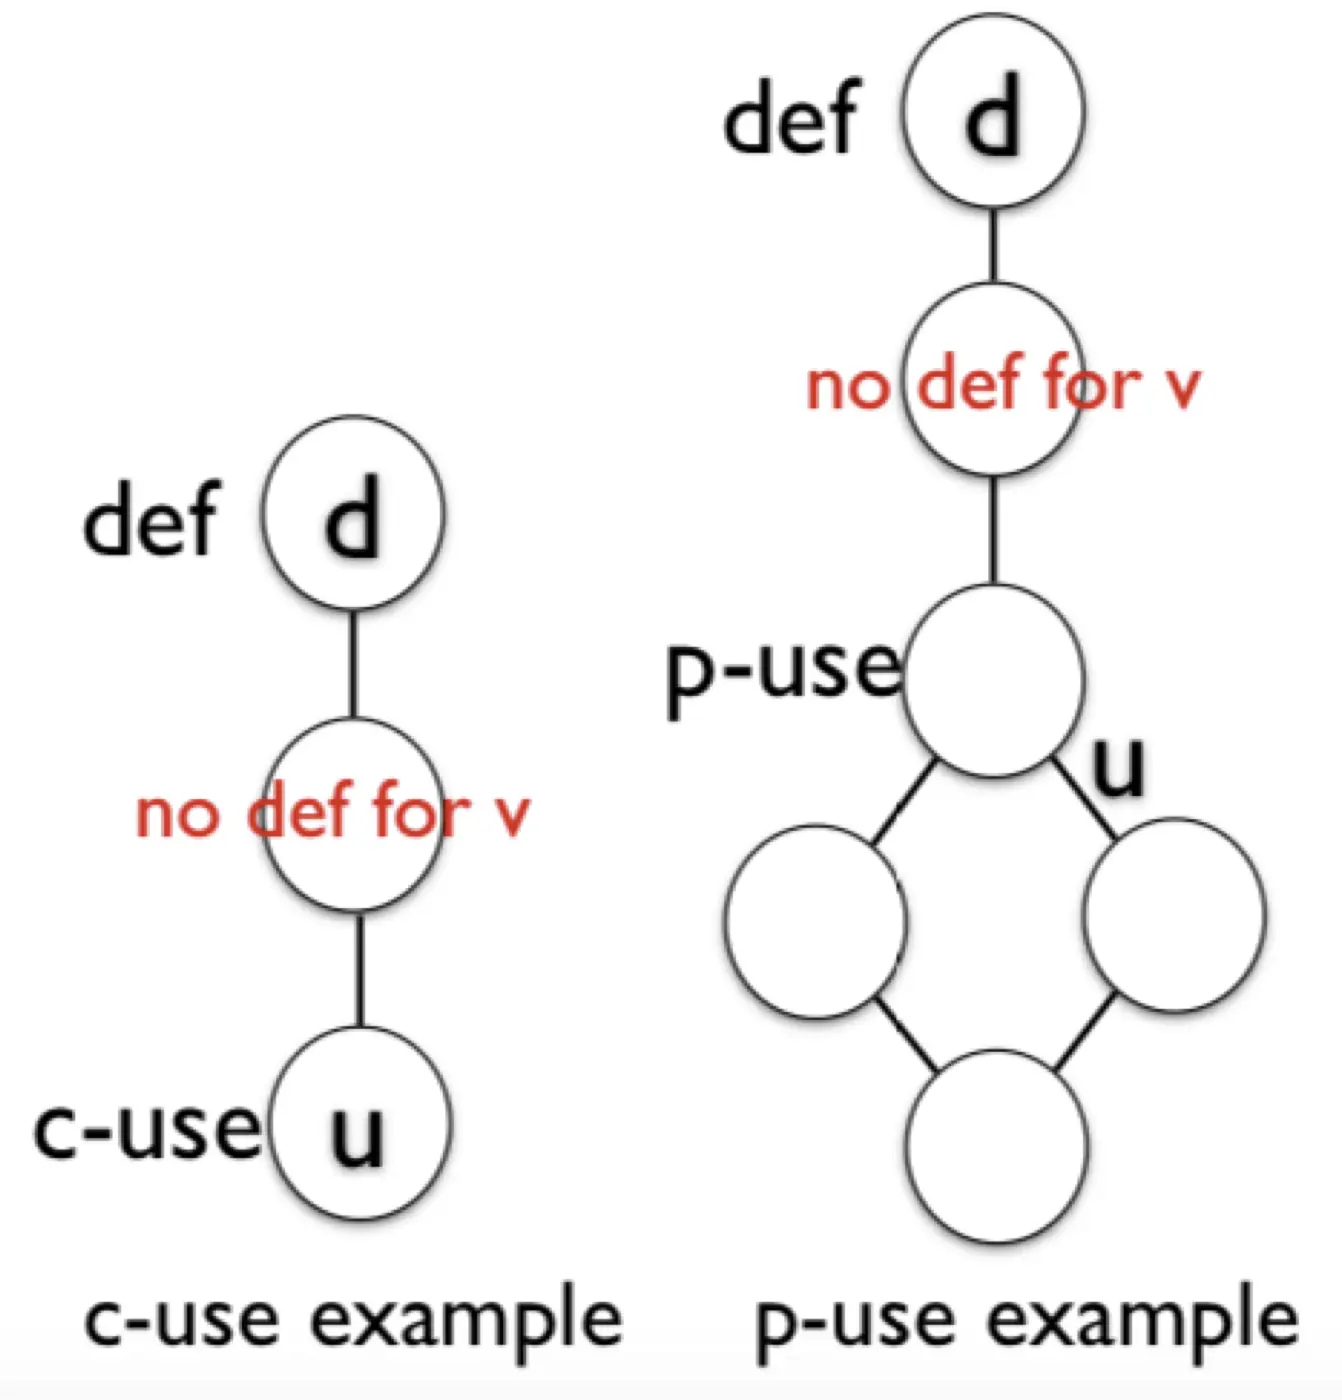 def d
no def for v
c-use u
c-use example
def d
no def for v
p-use
u
p-use example